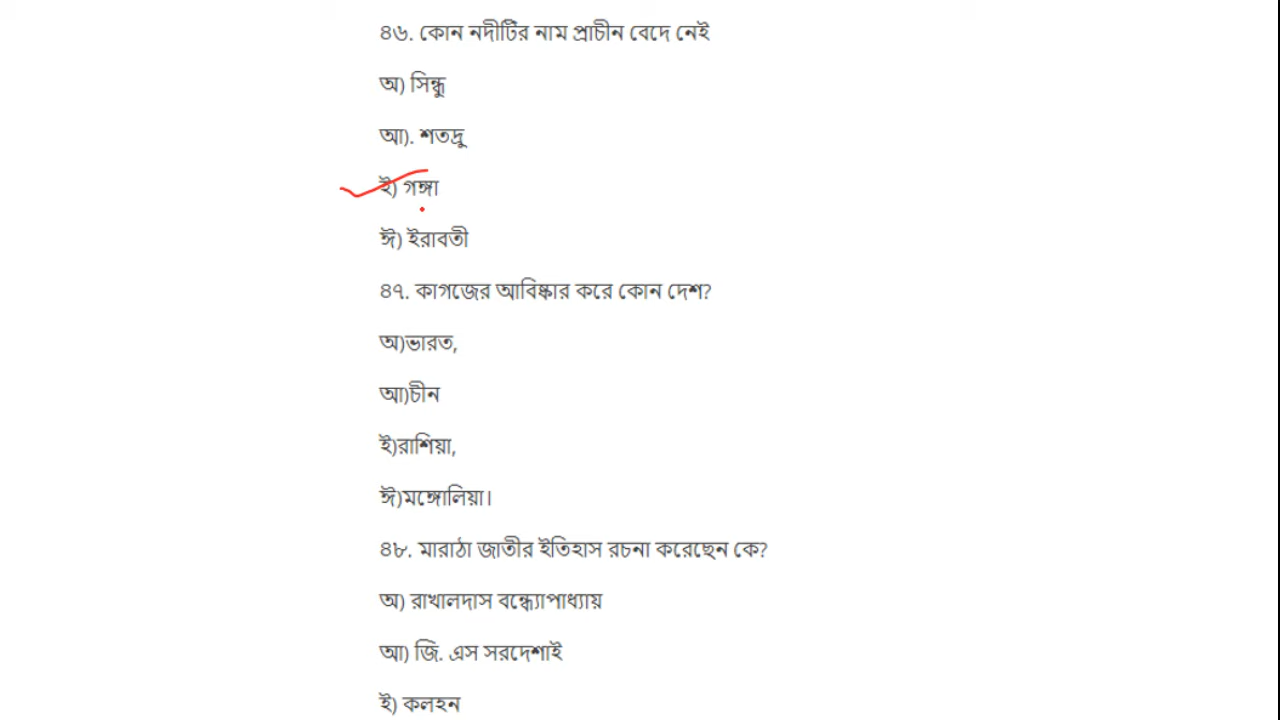 ৪৬. কোন নদীটির নাম প্রাচীন বেদে নেই
অ) সিন্ধু
আ). শতদ্রু
ই) গঙ্গা
ঈ) ইরাবতী
৪৭. কাগজের আবিষ্কার করে কোন দেশ?
অ)ভারত,
আ)চীন
ই)রাশিয়া,
ঈ)মঙ্গোলিয়া।
৪৮. মারাঠা জাতীর ইতিহাস রচনা করেছেন কে?
অ) রাখালদাস বন্ধ্যোপাধ্যায়
আ) জি. এস সরদেশাই
ই) কলহন